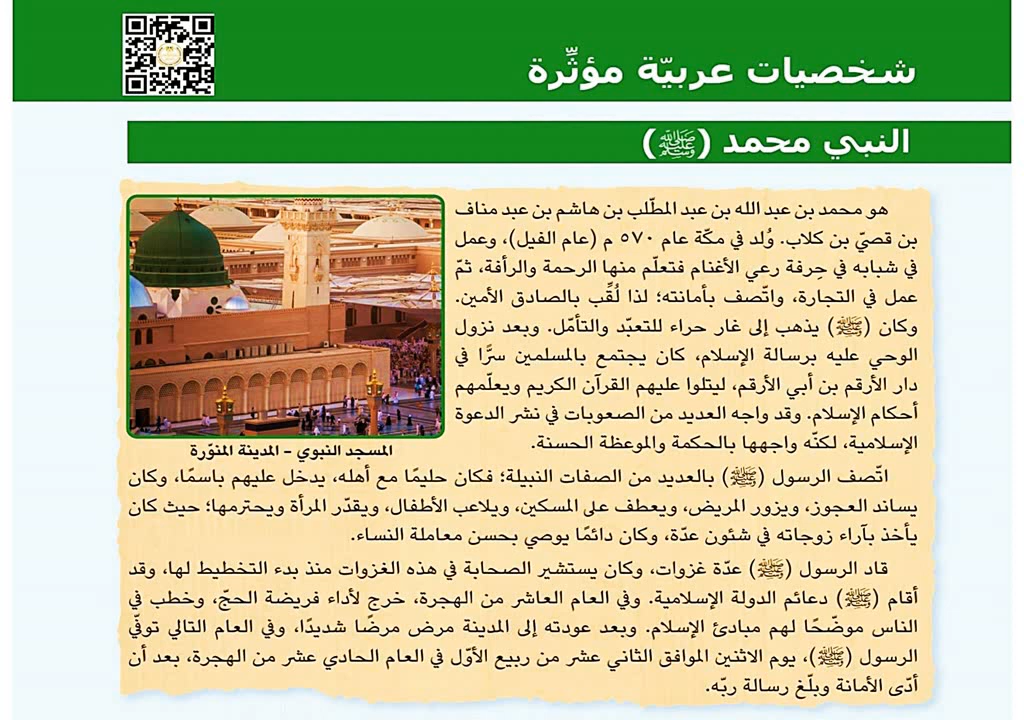 شخصيات عربيّة مؤثِّرة
النبي محمد (ﷺ)
هو محمد بن عبد الله بن عبد المطّلب بن هاشم بن عبد مناف
بن قصيّ بن كلاب. وُلد في مكّة عام ٥٧٠ م (عام الفيل)، وعمل
في شبابه في حِرفة رعي الأغنام فتعلّم منها الرحمة والرأفة، ثمّ
عمل في التجارة، واتّصف بأمانته؛ لذا لُقِّب بالصادق الأمين.
وكان (ﷺ) يذهب إلى غار حراء للتعبّد والتأمّل. وبعد نزول
الوحي عليه برسالة الإسلام، كان يجتمع بالمسلمين سرًّا في
دار الأرقم بن أبي الأرقم، ليتلوا عليهم القرآن الكريم ويعلّمهم
أحكام الإسلام. وقد واجه العديد من الصعوبات في نشر الدعوة
الإسلامية، لكنّه واجهها بالحكمة والموعظة الحسنة.
المسجد النبوي - المدينة المنوّرة
اتّصف الرسول (ﷺ) بالعديد من الصفات النبيلة؛ فكان حليمًا مع أهله، يدخل عليهم باسمًا، وكان
يساند العجوز، ويزور المريض، ويعطف على المسكين، ويلاعب الأطفال، ويقدّر المرأة ويحترمها؛ حيث كان
يأخذ بآراء زوجاته في شئون عدّة، وكان دائمًا يوصي بحسن معاملة النساء.
قاد الرسول (ﷺ) عدّة غزوات، وكان يستشير الصحابة في هذه الغزوات منذ بدء التخطيط لها، وقد
أقام (ﷺ) دعائم الدولة الإسلامية. وفي العام العاشر من الهجرة، خرج لأداء فريضة الحجّ، وخطب في
الناس موضّحًا لهم مبادئ الإسلام. وبعد عودته إلى المدينة مرض مرضًا شديدًا، وفي العام التالي توفّي
الرسول (ﷺ)، يوم الاثنين الموافق الثاني عشر من ربيع الأوّل في العام الحادي عشر من الهجرة، بعد أن
أدّى الأمانة وبلّغ رسالة ربّه.